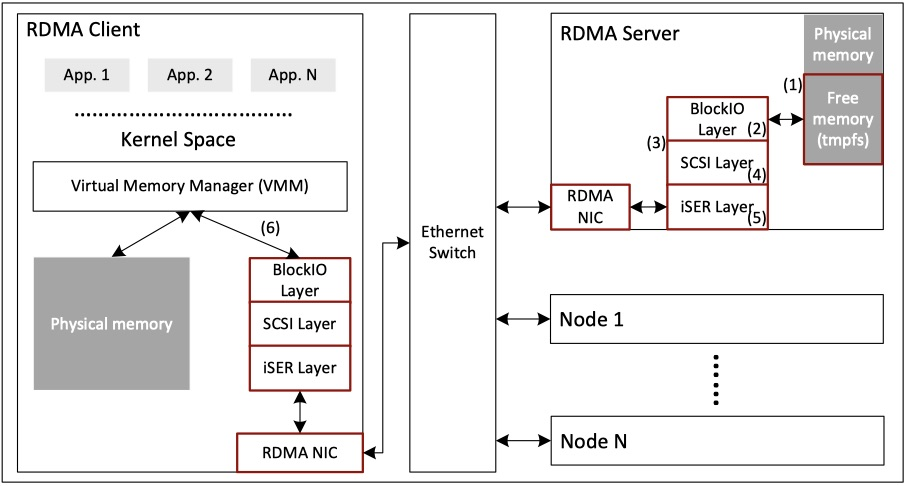 RDMA Client
App. 1
App. 2
App. N
Kernel Space
Virtual Memory Manager (VMM)
(6)
Physical memory
BlockIO
Layer
SCSI Layer
iSER Layer
RDMA NIC
Ethernet
Switch
RDMA Server
Physical
memory
(1)
Free
memory
(tmpfs)
BlockIO
Layer (2)
(3)
SCSI Layer
(4)
iSER Layer
(5)
RDMA
NIC
Node 1
Node N